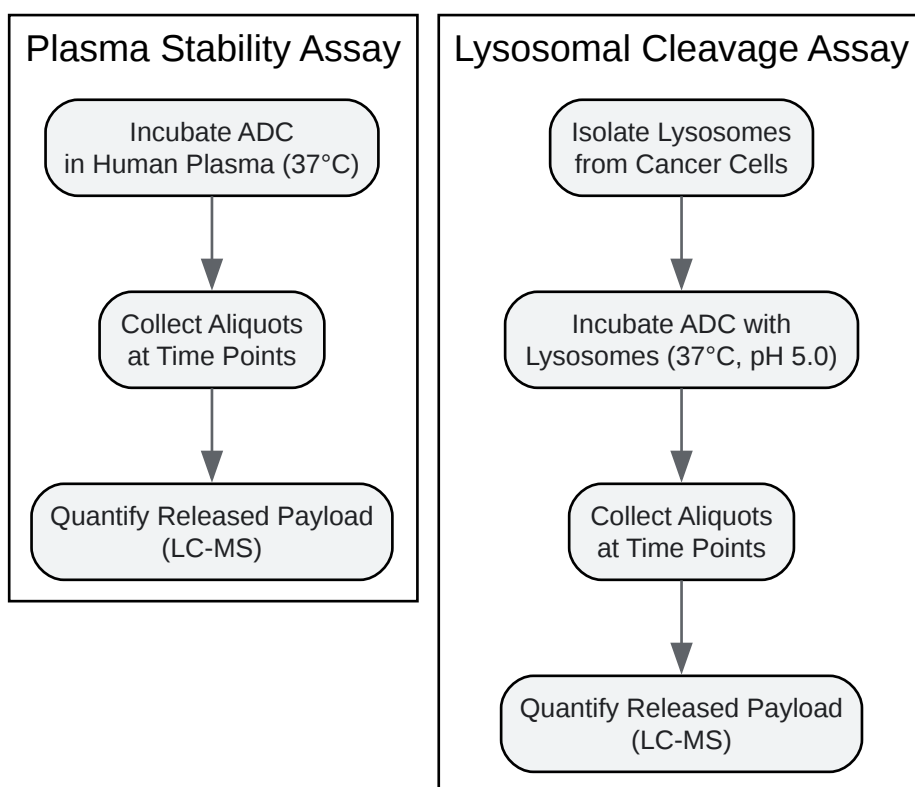 Plasma Stability Assay
Incubate ADC
in Human Plasma (37°C)
Collect Aliquots
at Time Points
Quantify Released Payload
(LC-MS)
Lysosomal Cleavage Assay
Isolate Lysosomes
from Cancer Cells
Incubate ADC with
Lysosomes (37°C, pH 5.0)
Collect Aliquots
at Time Points
Quantify Released Payload
(LC-MS)